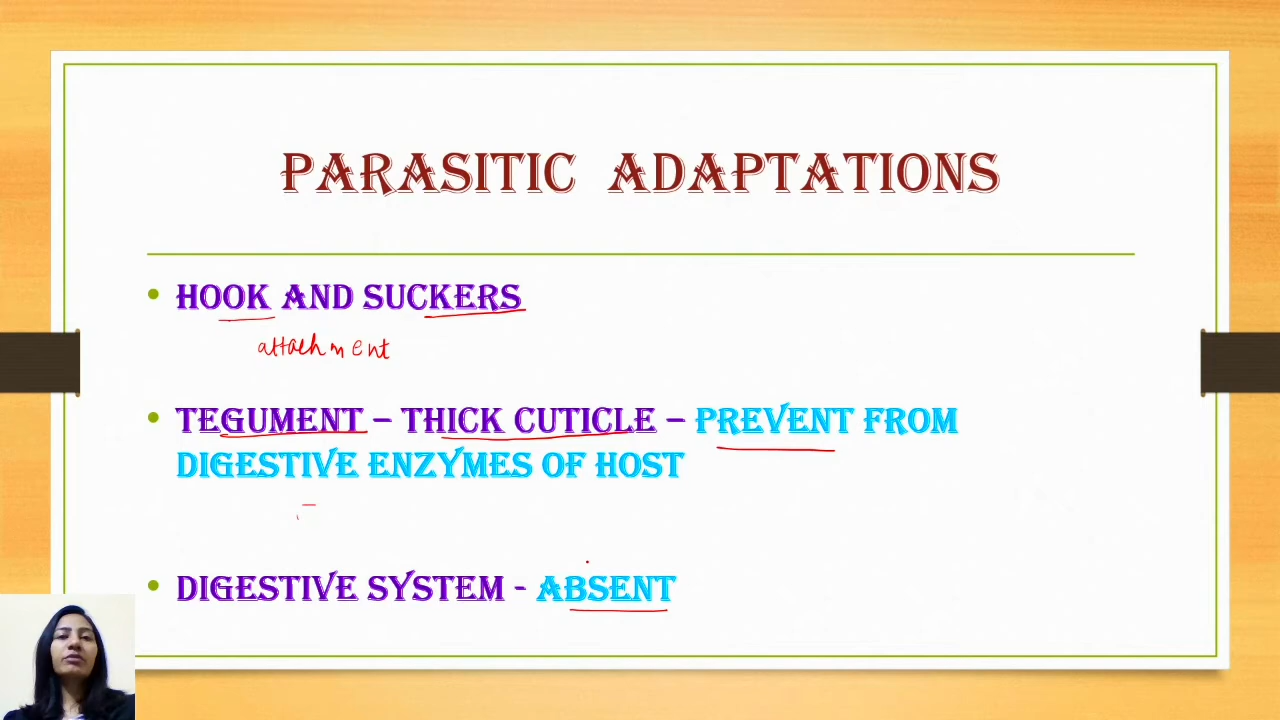 PARASITIC ADAPTATIONS
• HOOK AND SUCKERS
attachment
• TEGUMENT – THICK CUTICLE – PREVENT FROM
DIGESTIVE ENZYMES OF HOST
• DIGESTIVE SYSTEM - ABSENT